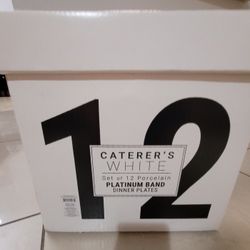 12
CATERER'S
WHITE
Set of 12 Porcelain
PLATINUM BAND
DINNER PLATES